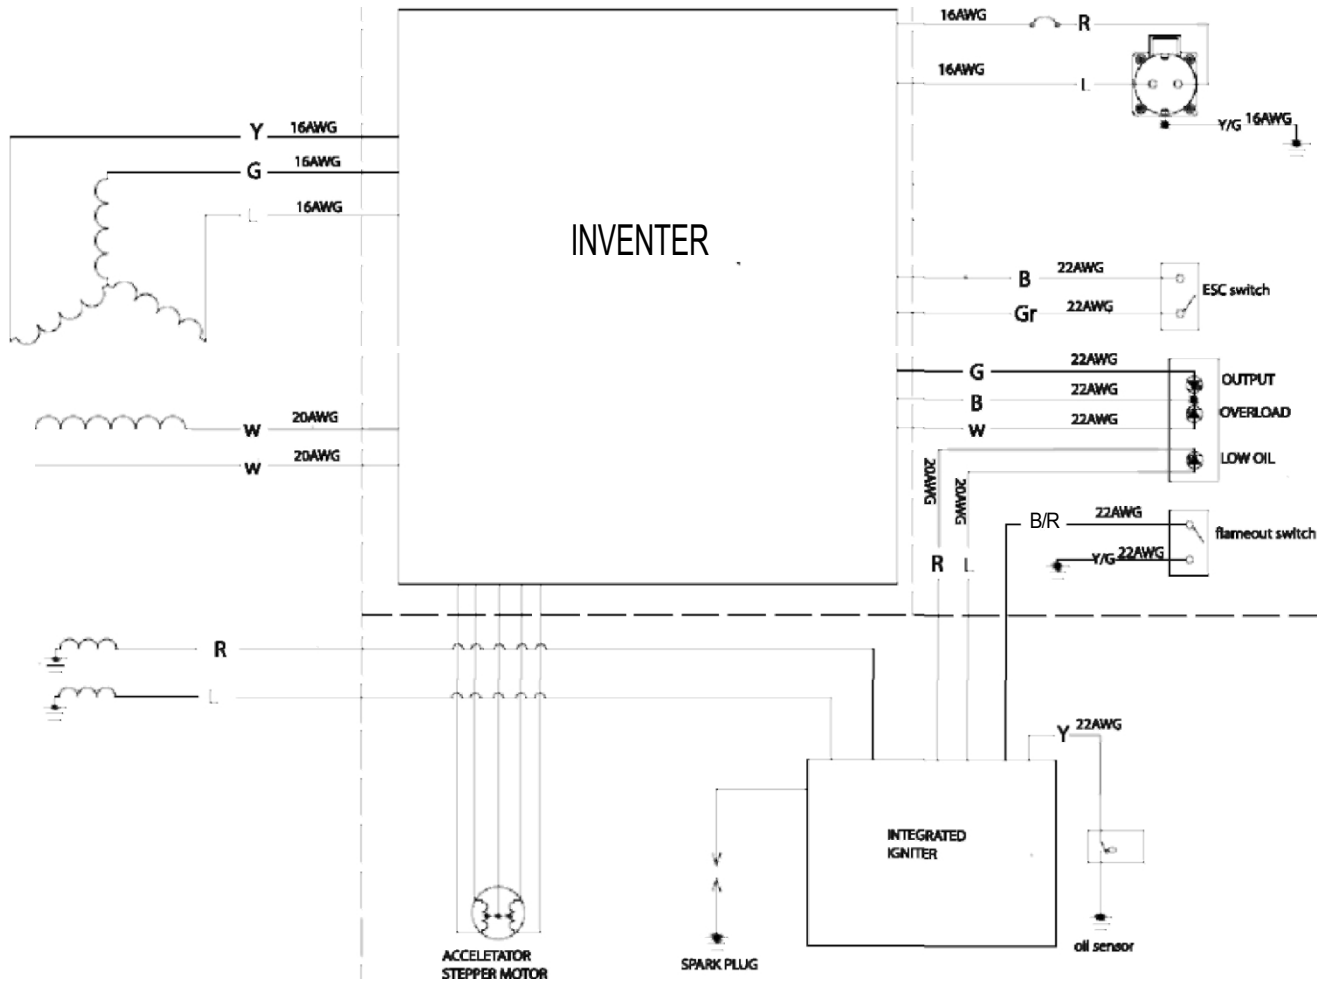 16AWG
R
16AWG
L
Y/G 16AWG
Y 16AWG
G 16AWG
L 16AWG
INVENTER
B 22AWG
Gr 22AWG
ESC switch
G 22AWG
OUTPUT
B 22AWG
OVERLOAD
W 22AWG
W 20AWG
W 20AWG
20AWG
20AWG
LOW OIL
B/R 22AWG
flameout switch
Y/G 22AWG
R L
R
L
Y 22AWG
INTEGRATED
IGNITER
oil sensor
ACCELETATOR
STEPPER MOTOR
SPARK PLUG